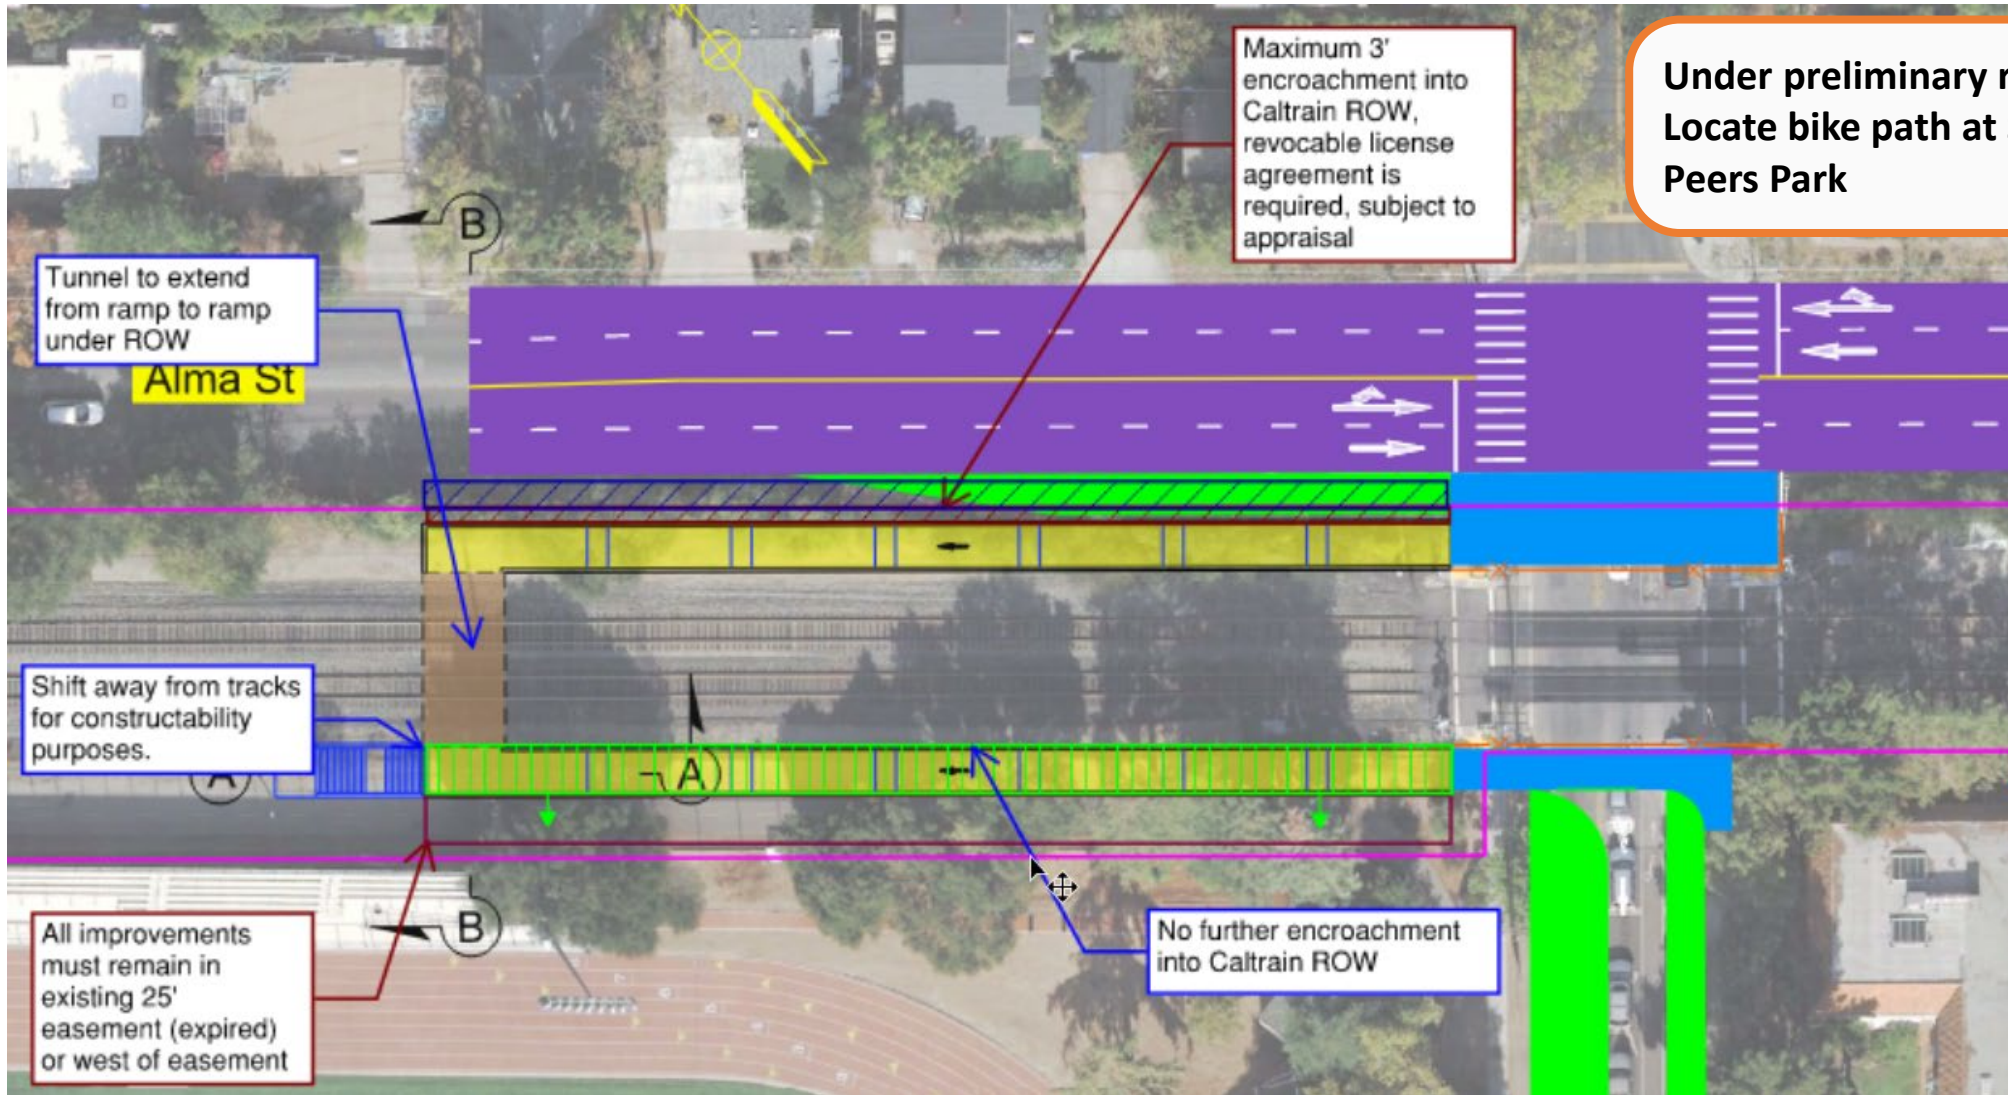 Maximum 3'
encroachment into
Caltrain ROW,
revocable license
agreement is
required, subject to
appraisal
Under preliminary
Locate bike path at
Peers Park
B
Tunnel to extend
from ramp to ramp
under ROW
Alma St
Shift away from tracks
for constructability
purposes.
A
A
All improvements
must remain in
existing 25'
easement (expired)
or west of easement
B
No further encroachment
into Caltrain ROW